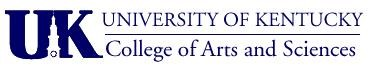 UK UNIVERSITY OF KENTUCKY
College of Arts and Sciences